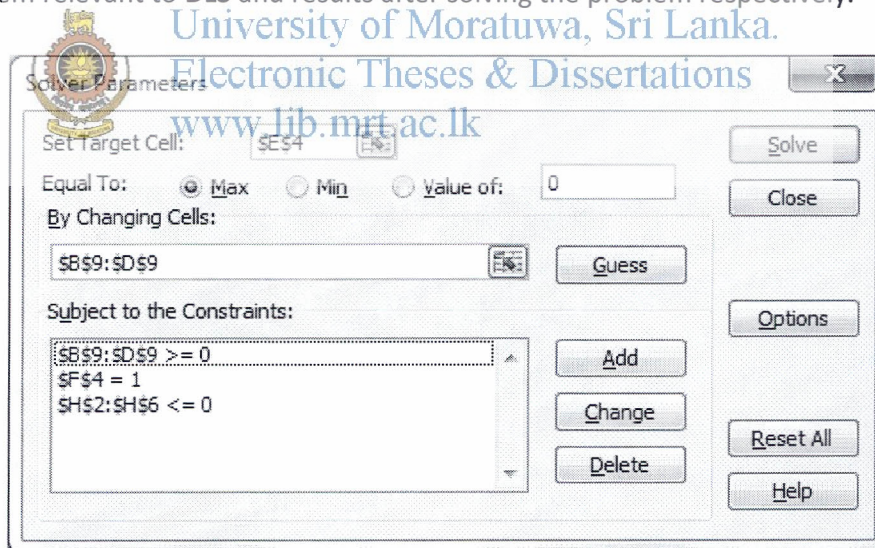 relevant to DLS and results after solving the problem respectively.
University of Moratuwa, Sri Lanka.
Electronic Theses & Dissertations
www.lib.mrt.ac.lk
Solver Parameters
Set Target Cell: $E$4 Solve
Equal To: Max Min Value of: 0 Close
By Changing Cells:
$B$9:$D$9 Guess
Subject to the Constraints: Options
$B$9:$D$9 >= 0 Add
$F$4 = 1
$H$2:$H$6 <= 0 Change
Reset All
Delete
Help